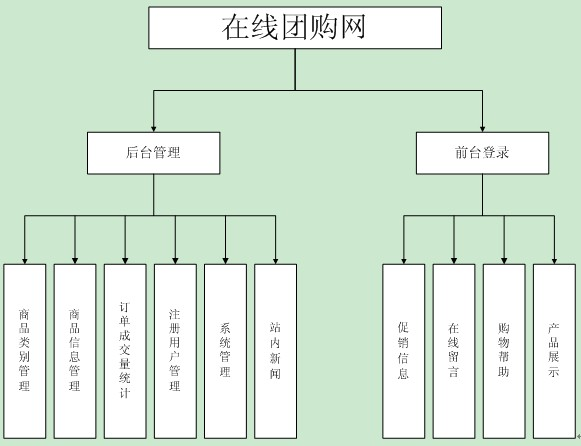 在线团购网
后台管理
前台登录
商品类别管理
商品信息管理
订单成交量统计
注册用户管理
系统管理
站内新闻
促销信息
在线留言
购物帮助
产品展示